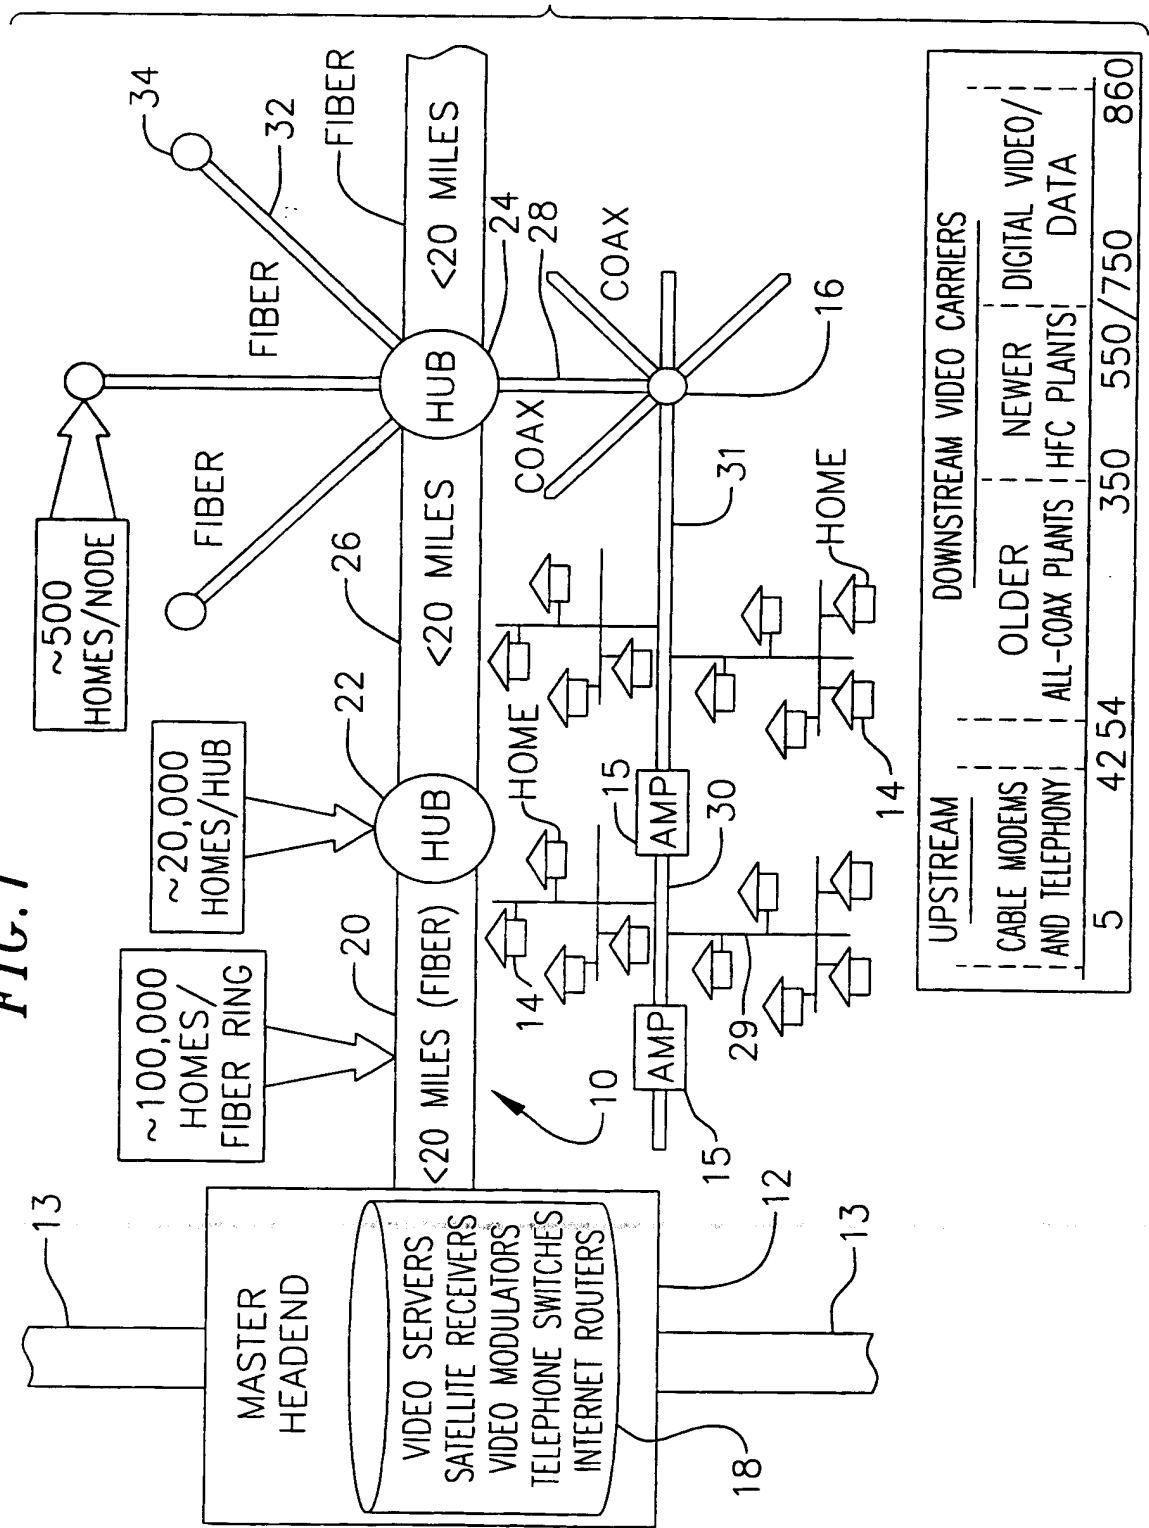 FIG. 1
13
MASTER
HEADEND
VIDEO SERVERS
SATELLITE RECEIVERS
VIDEO MODULATORS
TELEPHONE SWITCHES
INTERNET ROUTERS
18
12
13
~100,000
HOMES/
FIBER RING
20
<20 MILES (FIBER)
10
~20,000
HOMES/HUB
22
HUB
26
<20 MILES
~500
HOMES/NODE
FIBER
FIBER
34
32
FIBER
HUB
<20 MILES
24
28
COAX
COAX
16
31
HOME
14
15
AMP
15
AMP
30
29
HOME
14
UPSTREAM
DOWNSTREAM VIDEO CARRIERS
CABLE MODEMS
AND TELEPHONY
OLDER
ALL-COAX PLANTS
NEWER
HFC PLANTS
DIGITAL VIDEO/
DATA
5 42 54 350 550/750 860